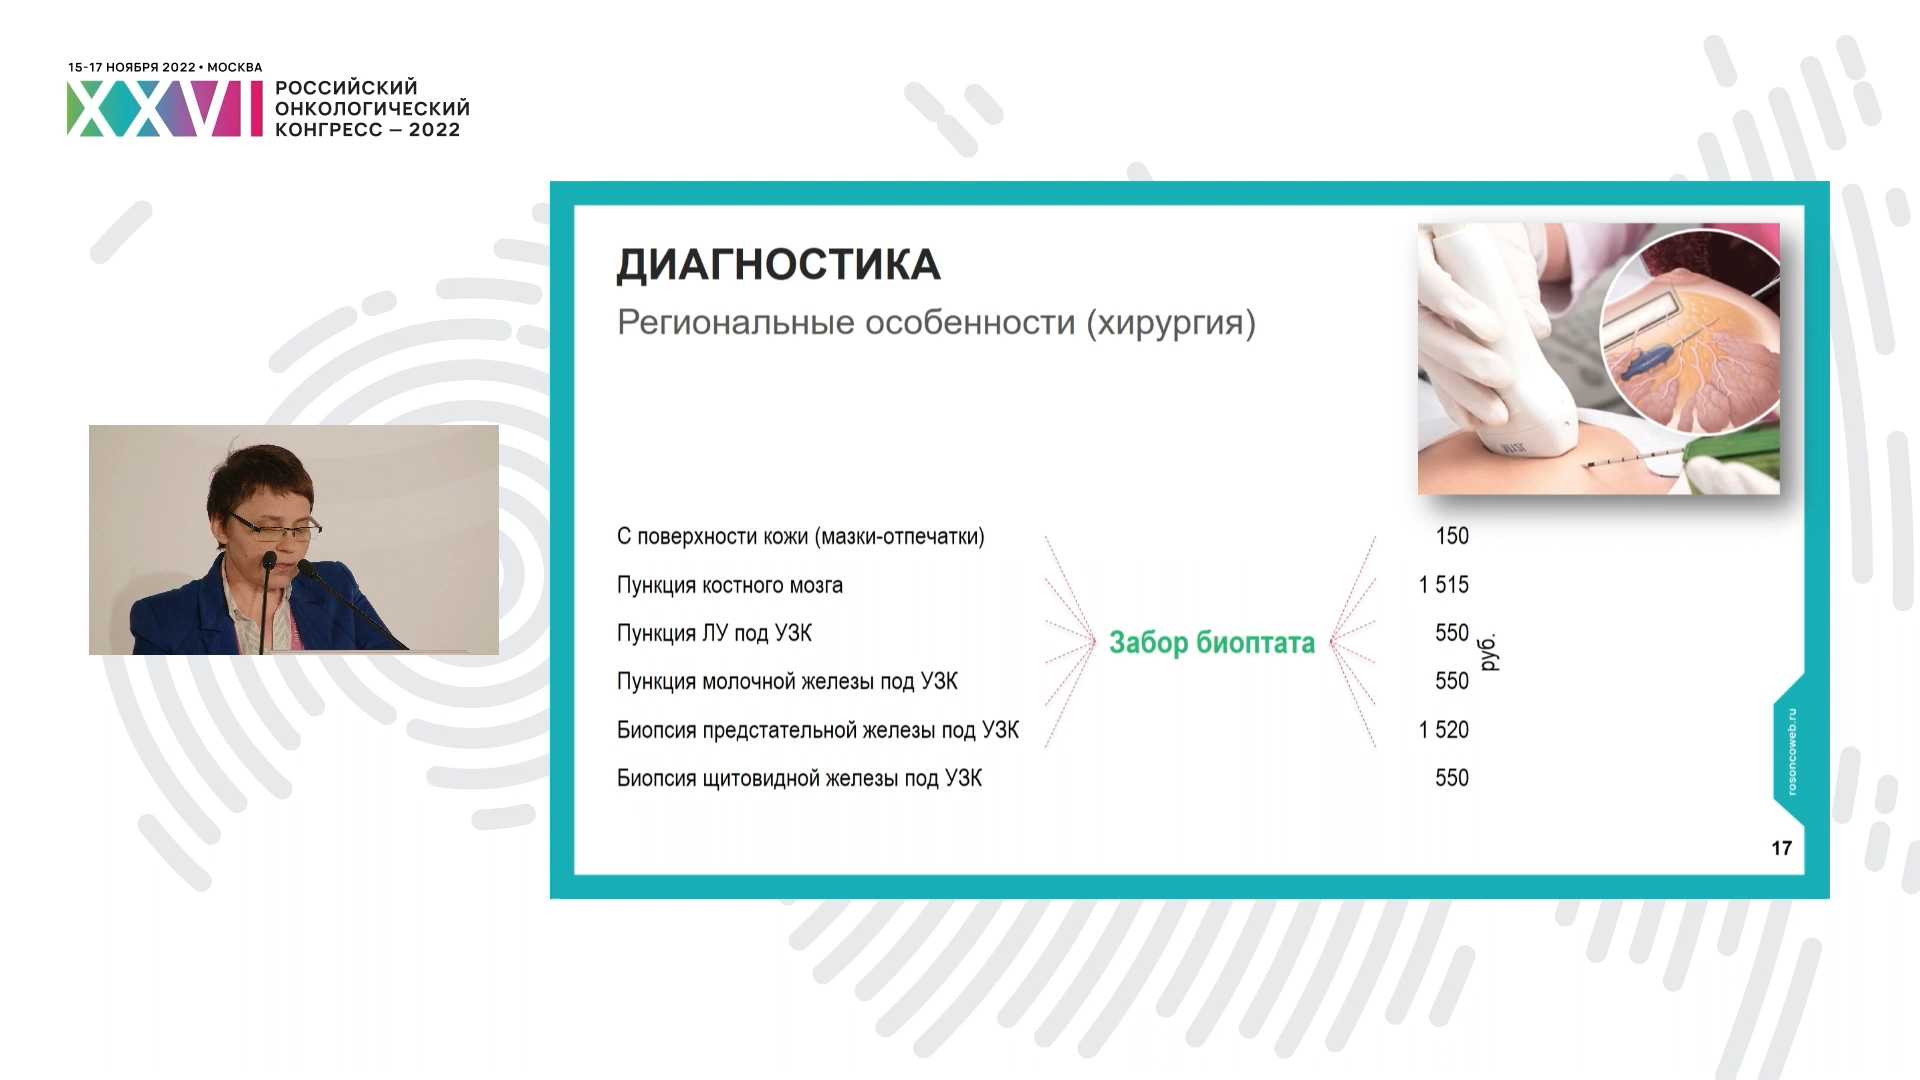 15-17 НОЯБРЯ 2022 • МОСКВА
XXVI
РОССИЙСКИЙ
ОНКОЛОГИЧЕСКИЙ
КОНГРЕСС – 2022
ДИАГНОСТИКА
Региональные особенности (хирургия)
С поверхности кожи (мазки-отпечатки) 150
Пункция костного мозга 1 515
Пункция ЛУ под УЗК 550
Забор биоптата
руб.
Пункция молочной железы под УЗК 550
Биопсия предстательной железы под УЗК 1 520
Биопсия щитовидной железы под УЗК 550
rosoncoweb.ru
17